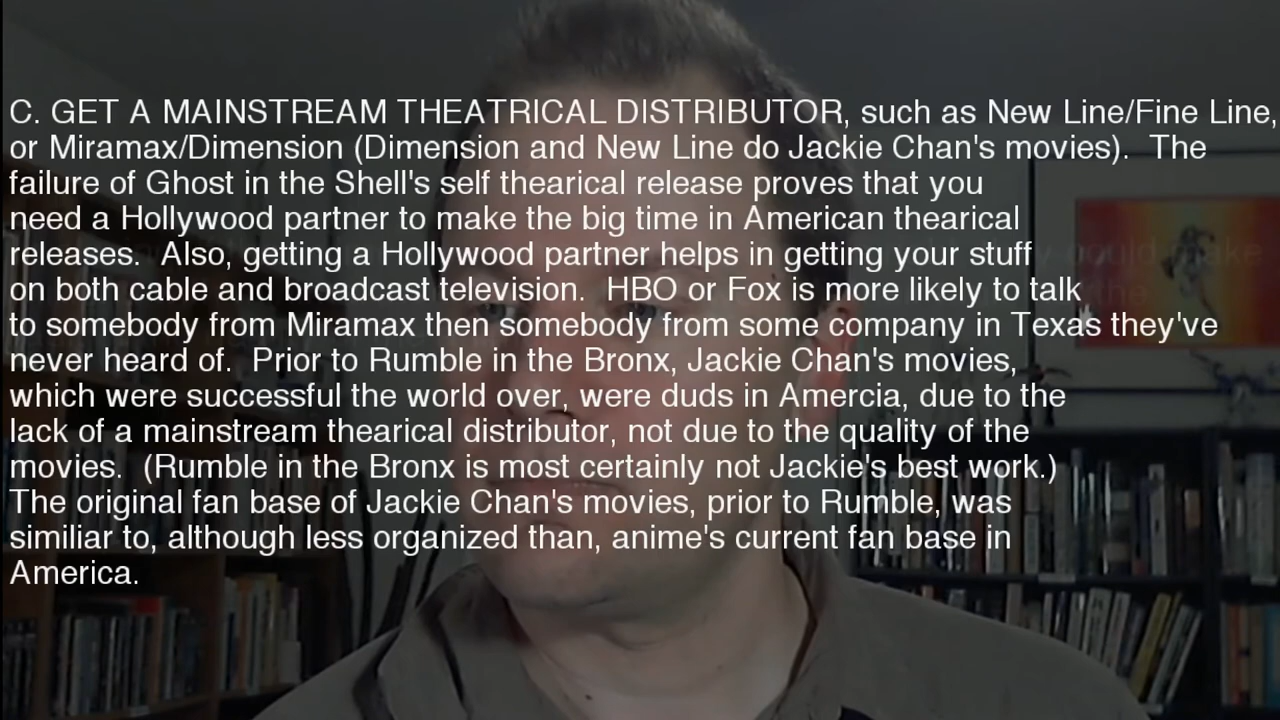 C. GET A MAINSTREAM THEATRICAL DISTRIBUTOR, such as New Line/Fine Line,
or Miramax/Dimension (Dimension and New Line do Jackie Chan's movies).  The
failure of Ghost in the Shell's self thearical release proves that you
need a Hollywood partner to make the big time in American thearical
releases.  Also, getting a Hollywood partner helps in getting your stuff
on both cable and broadcast television.  HBO or Fox is more likely to talk
to somebody from Miramax then somebody from some company in Texas they've
never heard of.  Prior to Rumble in the Bronx, Jackie Chan's movies,
which were successful the world over, were duds in Amercia, due to the
lack of a mainstream thearical distributor, not due to the quality of the
movies.  (Rumble in the Bronx is most certainly not Jackie's best work.)
The original fan base of Jackie Chan's movies, prior to Rumble, was
similiar to, although less organized than, anime's current fan base in
America.